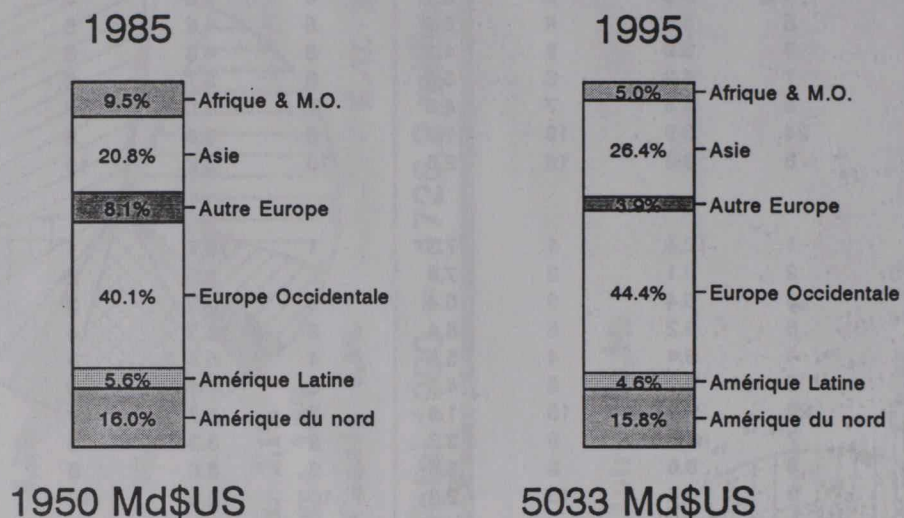 1985
9.5% Afrique & M.O.
20.8% Asie
8.1% Autre Europe
40.1% Europe Occidentale
5.6% Amérique Latine
16.0% Amérique du nord
1950 Md$US
1995
5.0% Afrique & M.O.
26.4% Asie
3.9% Autre Europe
44.4% Europe Occidentale
4.6% Amérique Latine
15.8% Amérique du nord
5033 Md$US